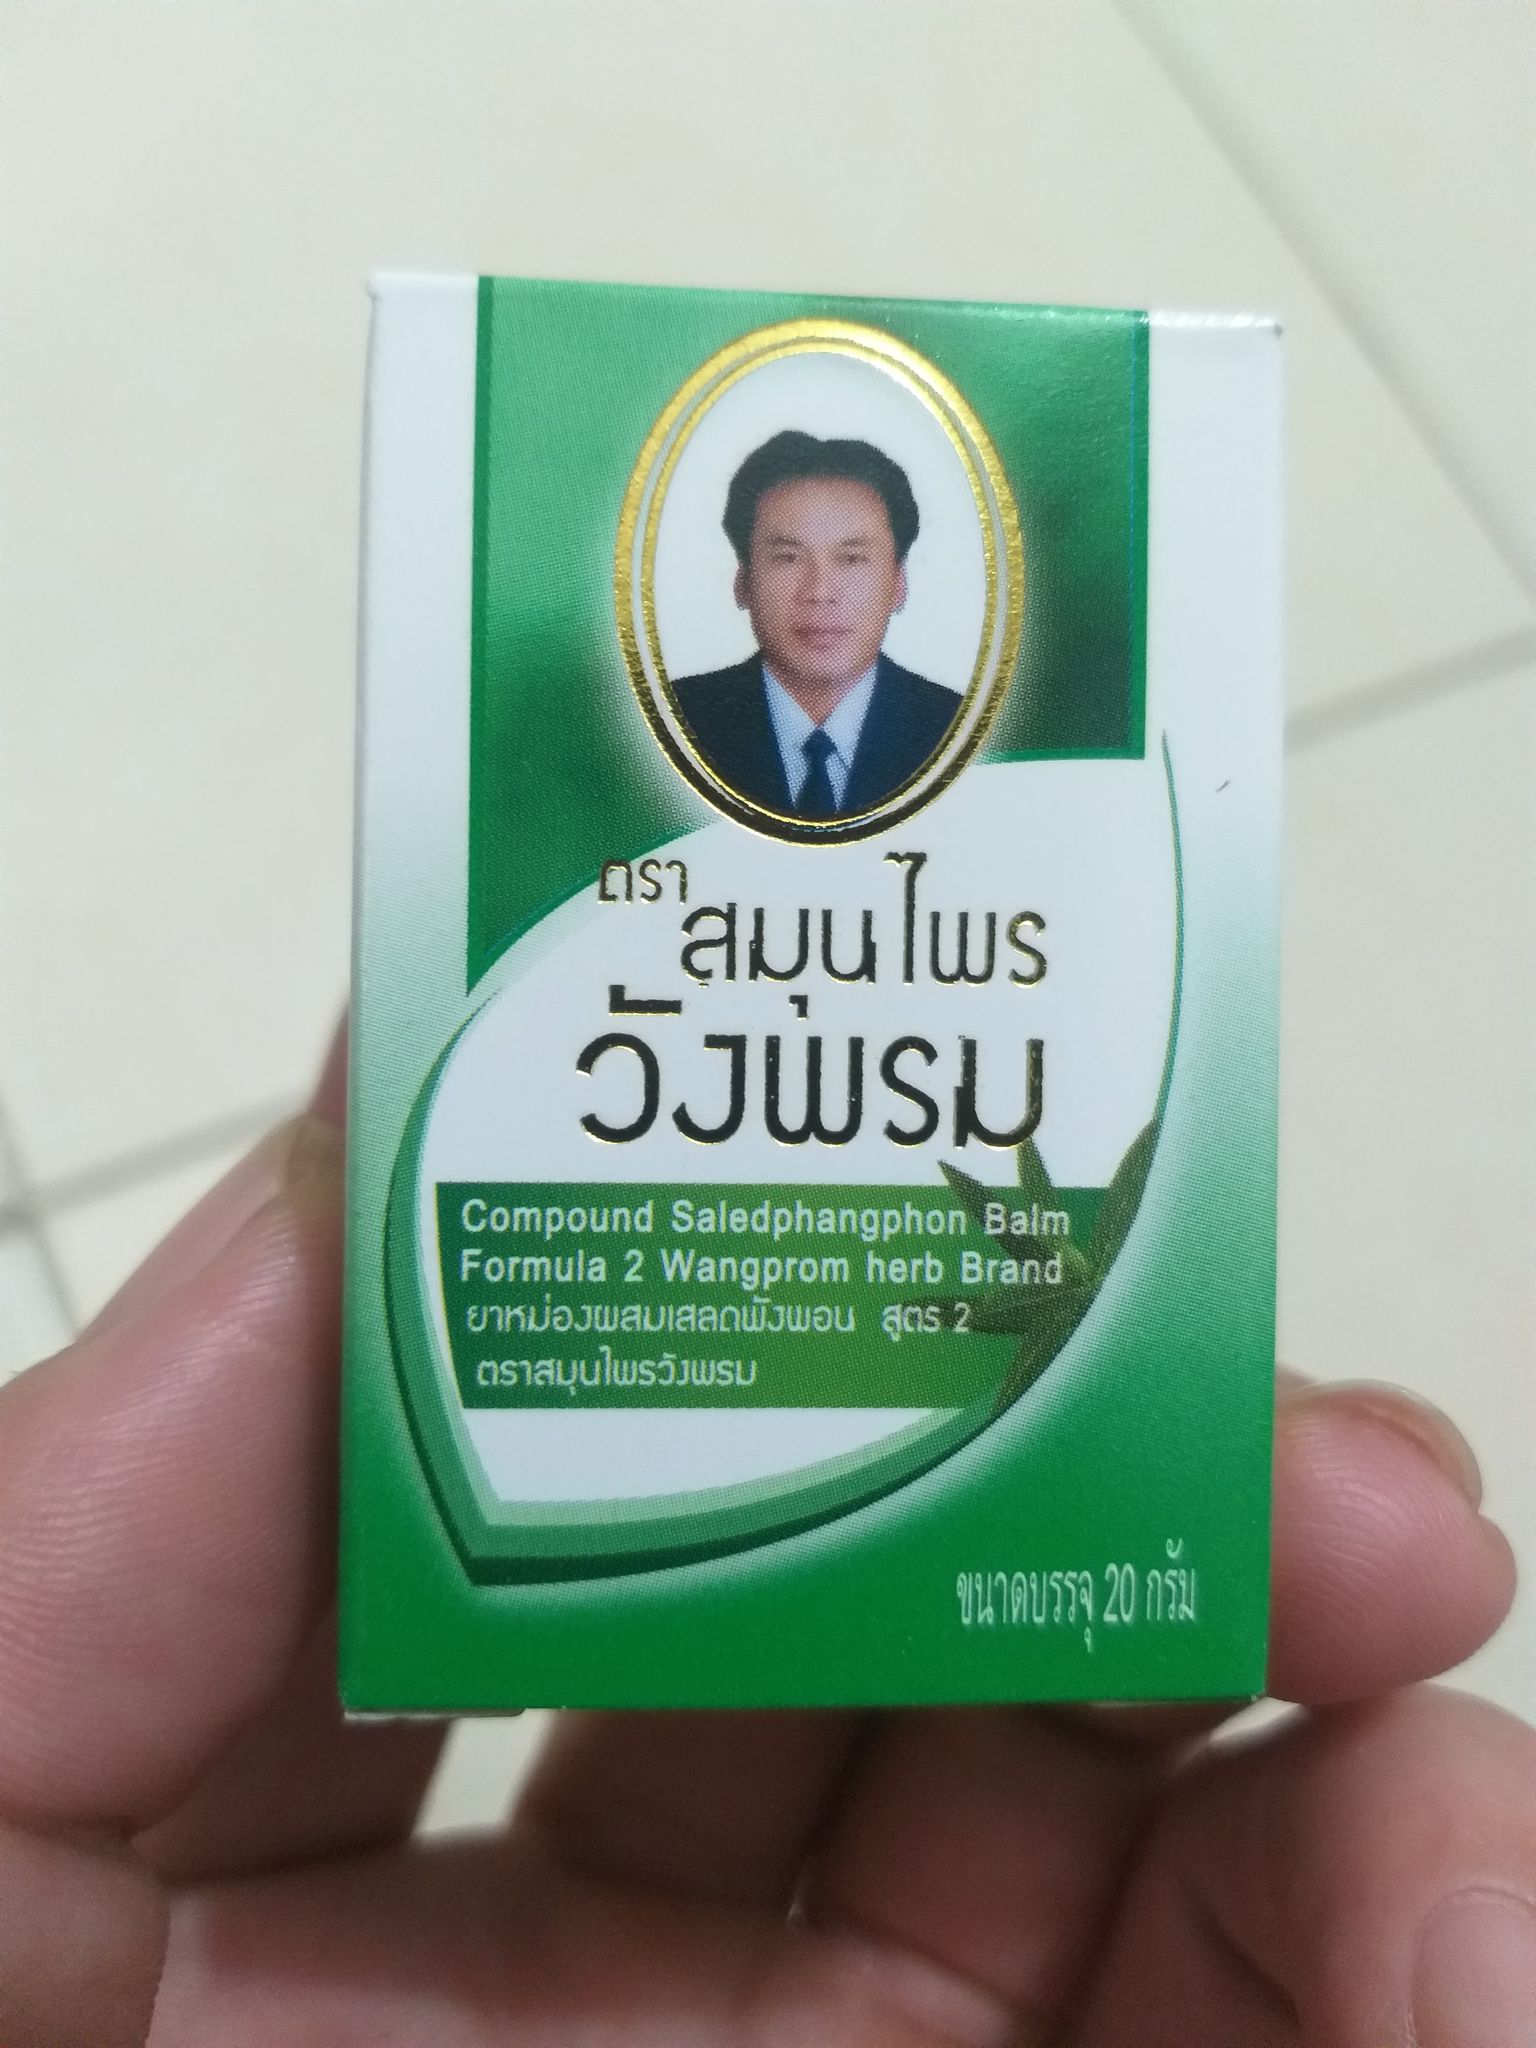 ตรา
สมุนไพร
วังพรม
Compound Saledphangphon Balm
Formula 2 Wangprom herb Brand
ยาหม่องผสมเสลดพังพอน สูตร 2
ตราสมุนไพรวังพรม
ขนาดบรรจุ 20 กรัม